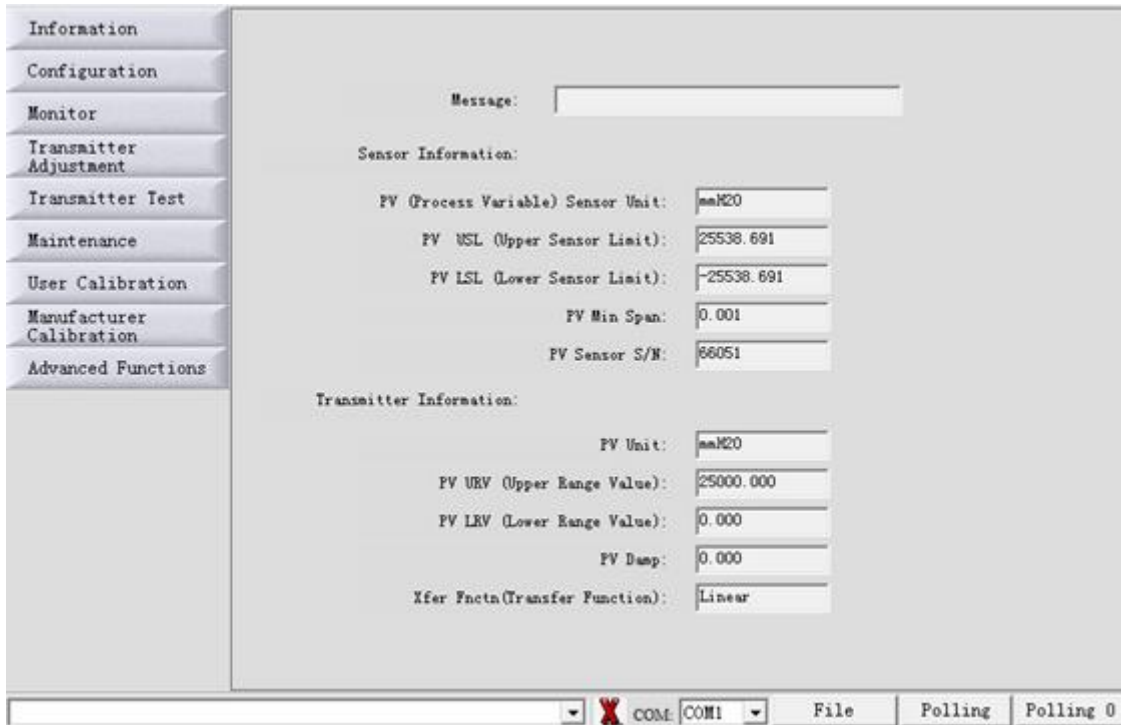 Information
Configuration
Monitor
Transmitter
Adjustment
Transmitter Test
Maintenance
User Calibration
Manufacturer
Calibration
Advanced Functions
Message:
Sensor Information:
PV (Process Variable) Sensor Unit: mmH2O
PV USL (Upper Sensor Limit): 25538.691
PV LSL (Lower Sensor Limit): -25538.691
PV Min Span: 0.001
PV Sensor S/N: 66051
Transmitter Information:
PV Unit: mmH2O
PV URV (Upper Range Value): 25000.000
PV LRV (Lower Range Value): 0.000
PV Damp: 0.000
Xfer Fnctn(Transfer Function): Linear
COM: COM1 File Polling Polling 0